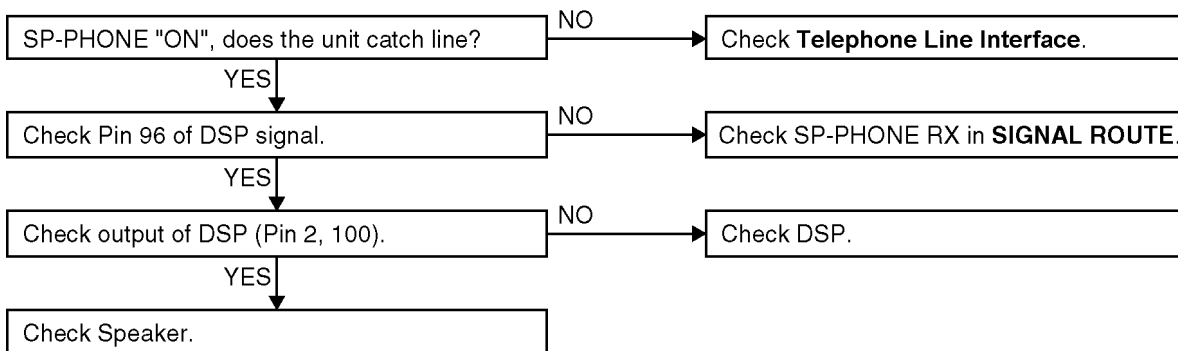 SP-PHONE "ON", does the unit catch line?
NO
Check Telephone Line Interface.
YES
Check Pin 96 of DSP signal.
NO
Check SP-PHONE RX in SIGNAL ROUTE.
YES
Check output of DSP (Pin 2, 100).
NO
Check DSP.
YES
Check Speaker.